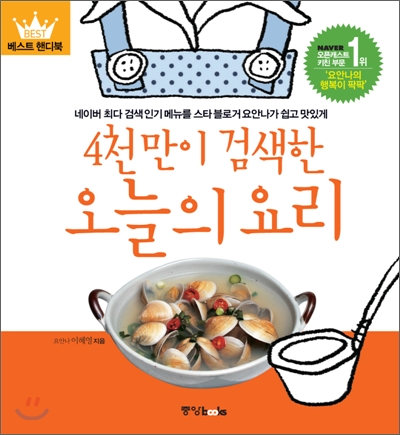 BEST
베스트 핸디북
NAVER
오픈캐스트
키친 부문
1위
'요안나의
행복이 팍팍'
네이버 최다 검색 인기 메뉴를 스타 블로거 요안나가 쉽고 맛있게
4천만이 검색한
오늘의 요리
요안나 이혜영 지음
중앙books